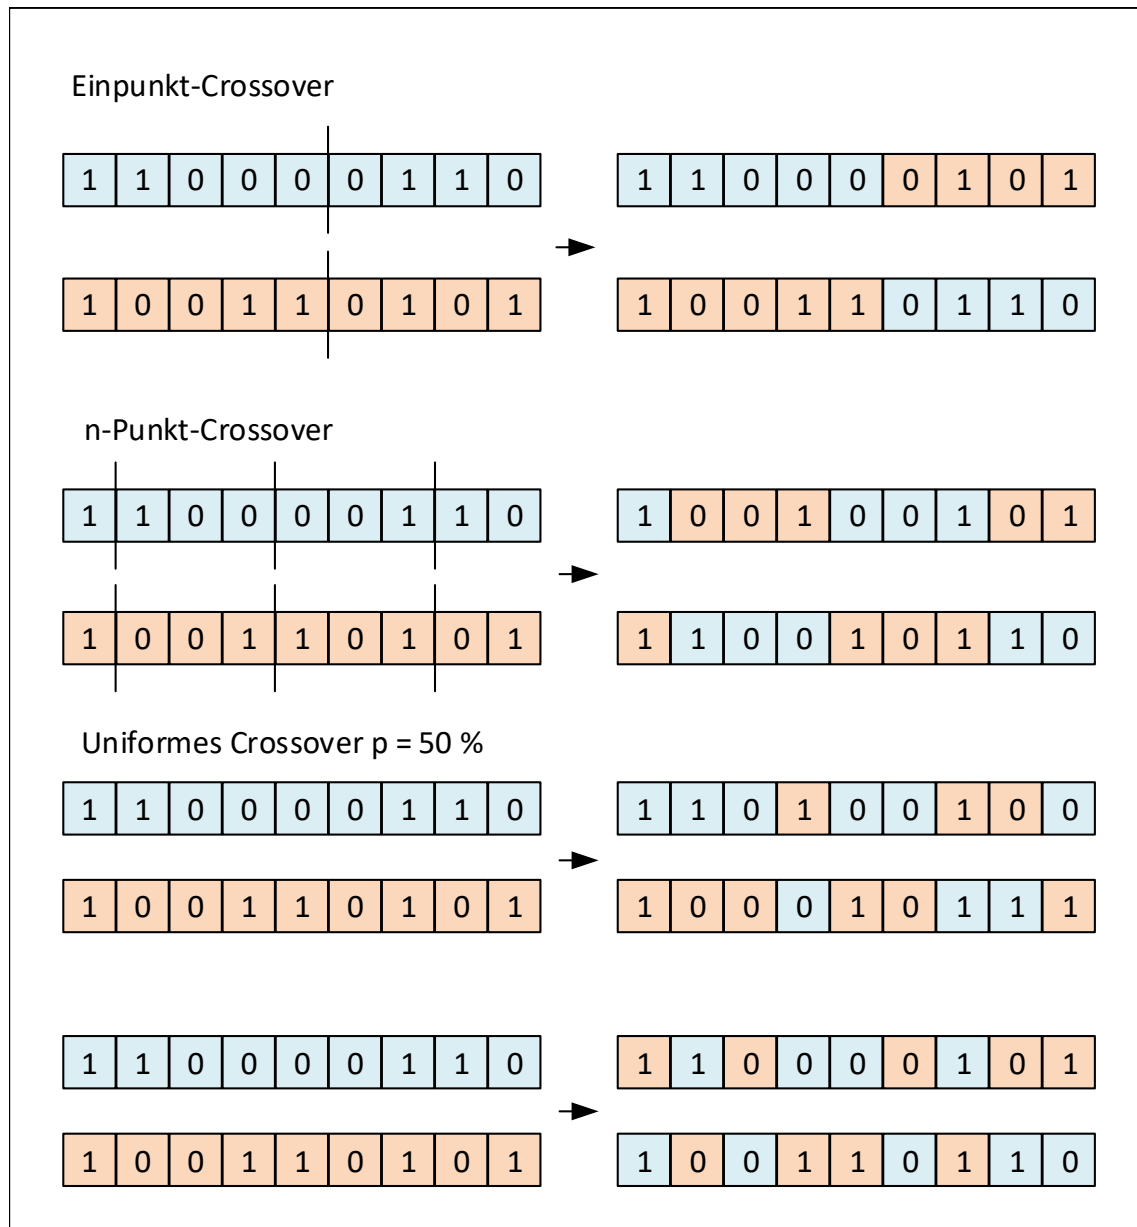 Einpunkt-Crossover
1 1 0 0 0 0 1 1 0 1 1 0 0 0 0 1 0 1
1 0 0 1 1 0 1 0 1 1 0 0 1 1 0 1 1 0
n-Punkt-Crossover
1 1 0 0 0 0 1 1 0 1 0 0 1 0 0 1 0 1
1 0 0 1 1 0 1 0 1 1 1 0 0 1 0 1 1 0
Uniformes Crossover p = 50 %
1 1 0 0 0 0 1 1 0 1 1 0 1 0 0 1 0 0
1 0 0 1 1 0 1 0 1 1 0 0 0 1 0 1 1 1
1 1 0 0 0 0 1 1 0 1 1 0 0 0 0 1 0 1
1 0 0 1 1 0 1 0 1 1 0 0 1 1 0 1 1 0